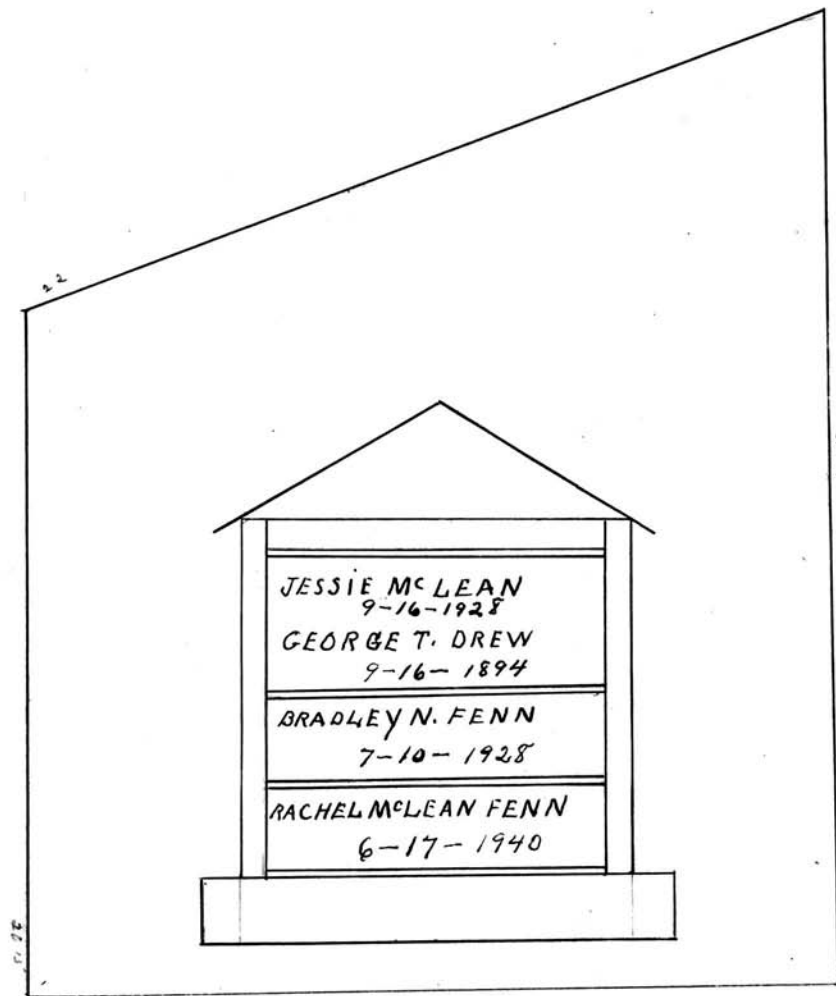 22
JESSIE McLEAN
9-16-1928
GEORGE T. DREW
9-16-1894
BRADLEY N. FENN
7-10-1928
RACHEL McLEAN FENN
6-17-1940